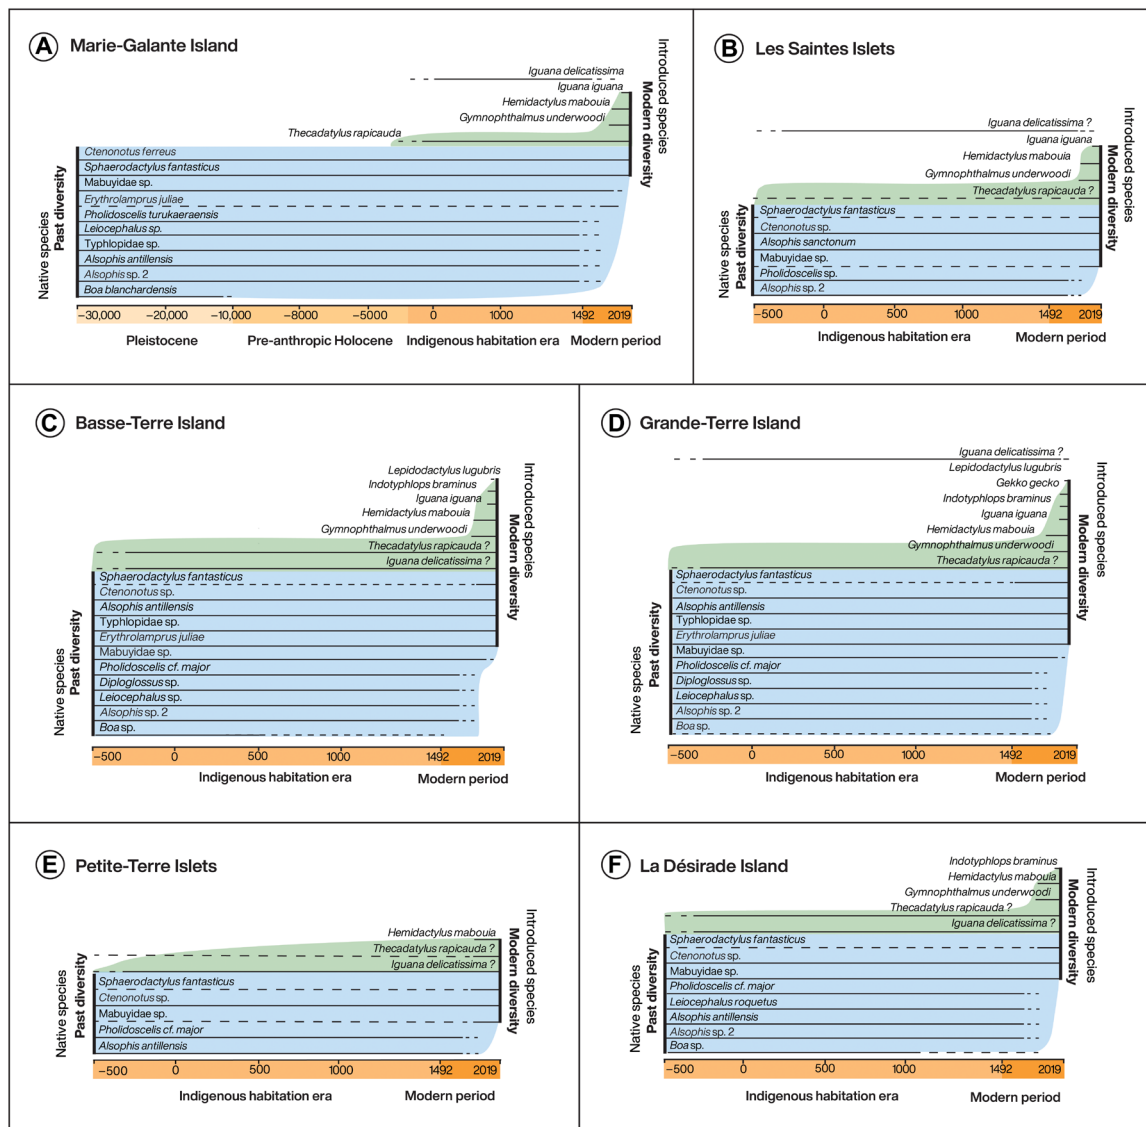 A Marie-Galante Island
Iguana delicatissima
Iguana iguana
Hemidactylus mabouia
Gymnophthalmus underwoodi
Thecadatylus rapicauda
Ctenonotus ferreus
Sphaerodactylus fantasticus
Mabuyidae sp.
Erythrolamprus juliae
Pholidoscelis turukaeraensis
Leiocephalus sp.
Typhlopidae sp.
Alsophis antillensis
Alsophis sp. 2
Boa blanchardensis
Native species
Past diversity
Introduced species
Modern diversity
−30,000 −20,000 −10,000 −8000 −5000 0 1000 1492 2019
Pleistocene Pre-anthropic Holocene Indigenous habitation era Modern period
B Les Saintes Islets
Iguana delicatissima ?
Iguana iguana
Hemidactylus mabouia
Gymnophthalmus underwoodi
Thecadatylus rapicauda ?
Sphaerodactylus fantasticus
Ctenonotus sp.
Alsophis sanctonum
Mabuyidae sp.
Pholidoscelis sp.
Alsophis sp. 2
Native species
Past diversity
Introduced species
Modern diversity
−500 0 500 1000 1492 2019
Indigenous habitation era Modern period
C Basse-Terre Island
Lepidodactylus lugubris
Indotyphlops braminus
Iguana iguana
Hemidactylus mabouia
Gymnophthalmus underwoodi
Thecadatylus rapicauda ?
Iguana delicatissima ?
Sphaerodactylus fantasticus
Ctenonotus sp.
Alsophis antillensis
Typhlopidae sp.
Erythrolamprus juliae
Mabuyidae sp.
Pholidoscelis cf. major
Diploglossus sp.
Leiocephalus sp.
Alsophis sp. 2
Boa sp.
Native species
Past diversity
Introduced species
Modern diversity
−500 0 500 1000 1492 2019
Indigenous habitation era Modern period
D Grande-Terre Island
Iguana delicatissima ?
Lepidodactylus lugubris
Gekko gecko
Indotyphlops braminus
Iguana iguana
Hemidactylus mabouia
Gymnophthalmus underwoodi
Thecadatylus rapicauda ?
Sphaerodactylus fantasticus
Ctenonotus sp.
Alsophis antillensis
Typhlopidae sp.
Erythrolamprus juliae
Mabuyidae sp.
Pholidoscelis cf. major
Diploglossus sp.
Leiocephalus sp.
Alsophis sp. 2
Boa sp.
Native species
Past diversity
Introduced species
Modern diversity
−500 0 500 1000 1492 2019
Indigenous habitation era Modern period
E Petite-Terre Islets
Hemidactylus mabouia
Thecadatylus rapicauda ?
Iguana delicatissima ?
Sphaerodactylus fantasticus
Ctenonotus sp.
Mabuyidae sp.
Pholidoscelis cf. major
Alsophis antillensis
Native species
Past diversity
Introduced species
Modern diversity
−500 0 500 1000 1492 2019
Indigenous habitation era Modern period
F La Désirade Island
Indotyphlops braminus
Hemidactylus mabouia
Gymnophthalmus underwoodi
Thecadatylus rapicauda ?
Iguana delicatissima ?
Sphaerodactylus fantasticus
Ctenonotus sp.
Mabuyidae sp.
Pholidoscelis cf. major
Leiocephalus roquetus
Alsophis antillensis
Alsophis sp. 2
Boa sp.
Native species
Past diversity
Introduced species
Modern diversity
−500 0 500 1000 1492 2019
Indigenous habitation era Modern period